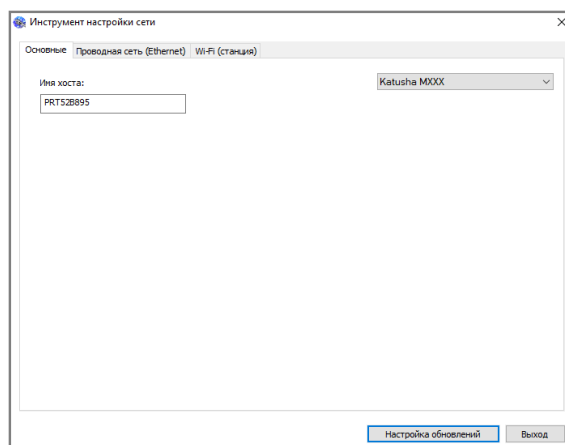 Инструмент настройки сети
Основные Проводная сеть (Ethernet) Wi-Fi (станция)
Имя хоста:
Katusha MXXX
PRT52B895
Настройка обновлений Выход